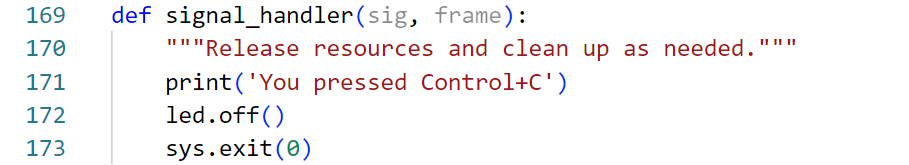 169 def signal_handler(sig, frame):
170 """Release resources and clean up as needed."""
171 print('You pressed Control+C')
172 led.off()
173 sys.exit(0)